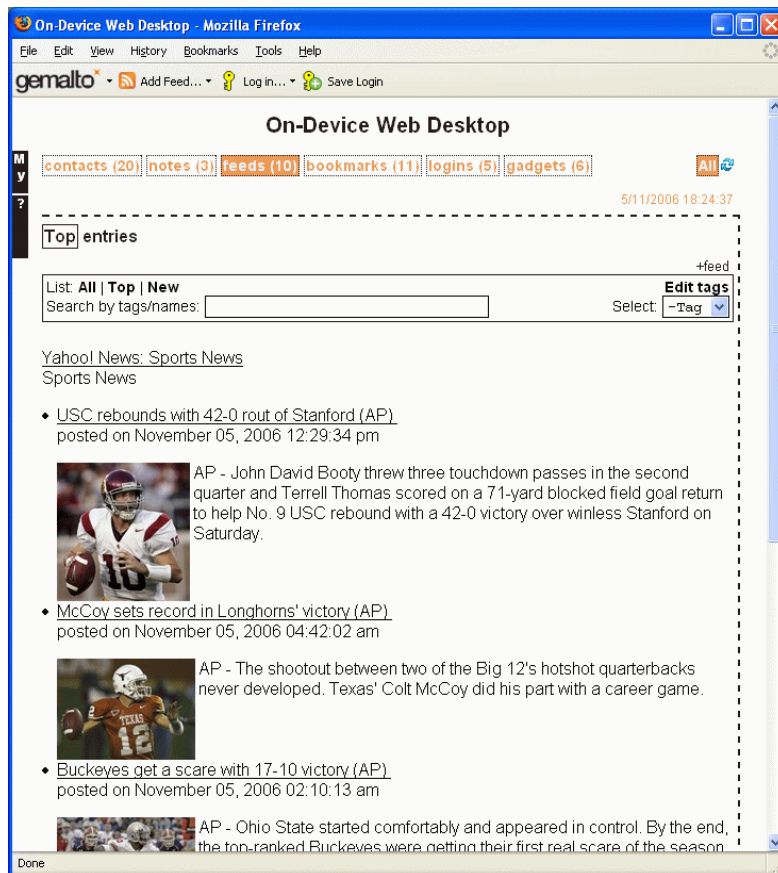 On-Device Web Desktop - Mozilla Firefox
File Edit View History Bookmarks Tools Help
gemalto Add Feed... Log in... Save Login
On-Device Web Desktop
My
?
contacts (20) notes (3) feeds (10) bookmarks (11) logins (5) gadgets (6) All
5/11/2006 18:24:37
Top entries
+feed
List: All | Top | New Edit tags
Search by tags/names: Select: -Tag
Yahoo! News: Sports News
Sports News
USC rebounds with 42-0 rout of Stanford (AP)
posted on November 05, 2006 12:29:34 pm
AP - John David Booty threw three touchdown passes in the second
quarter and Terrell Thomas scored on a 71-yard blocked field goal return
to help No. 9 USC rebound with a 42-0 victory over winless Stanford on
Saturday.
10
McCoy sets record in Longhorns' victory (AP)
posted on November 05, 2006 04:42:02 am
AP - The shootout between two of the Big 12's hotshot quarterbacks
never developed. Texas' Colt McCoy did his part with a career game.
TEXAS
12
Buckeyes get a scare with 17-10 victory (AP)
posted on November 05, 2006 02:10:13 am
AP - Ohio State started comfortably and appeared in control. By the end,
the top-ranked Buckeyes were getting their first real scare of the season
Done